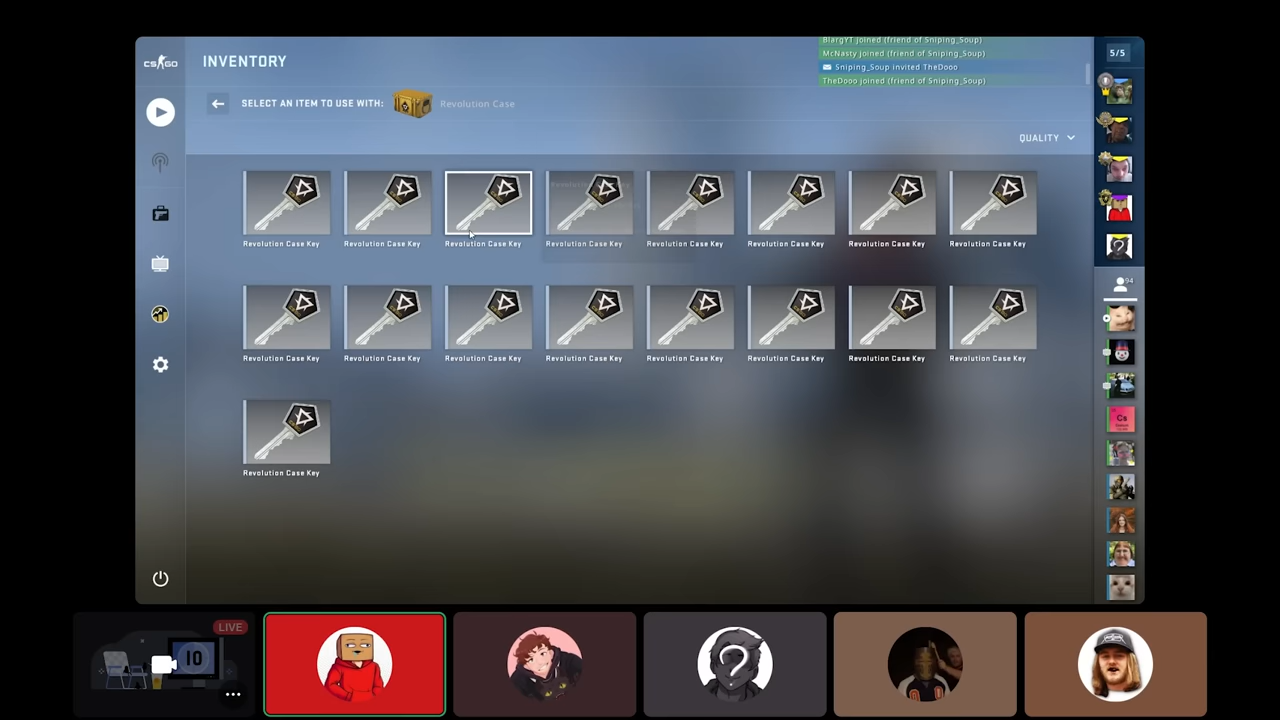 BlargYT joined (friend of Sniping_Soup)
McNasty joined (friend of Sniping_Soup)
Sniping_Soup invited TheDooo
TheDooo joined (friend of Sniping_Soup)
5/5
CS:GO
INVENTORY
SELECT AN ITEM TO USE WITH: Revolution Case
QUALITY
Revolution Case Key Revolution Case Key Revolution Case Key Revolution Case Key Revolution Case Key Revolution Case Key Revolution Case Key Revolution Case Key
94
Revolution Case Key Revolution Case Key Revolution Case Key Revolution Case Key Revolution Case Key Revolution Case Key Revolution Case Key Revolution Case Key
Cs
Revolution Case Key
LIVE
10